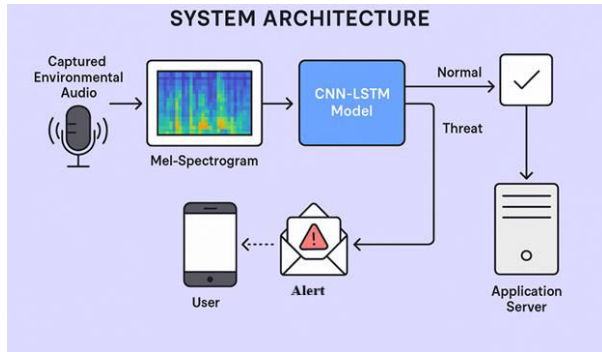 SYSTEM ARCHITECTURE
Captured
Environmental
Audio
Mel-Spectrogram
CNN-LSTM
Model
Normal
Threat
User
Alert
Application
Server